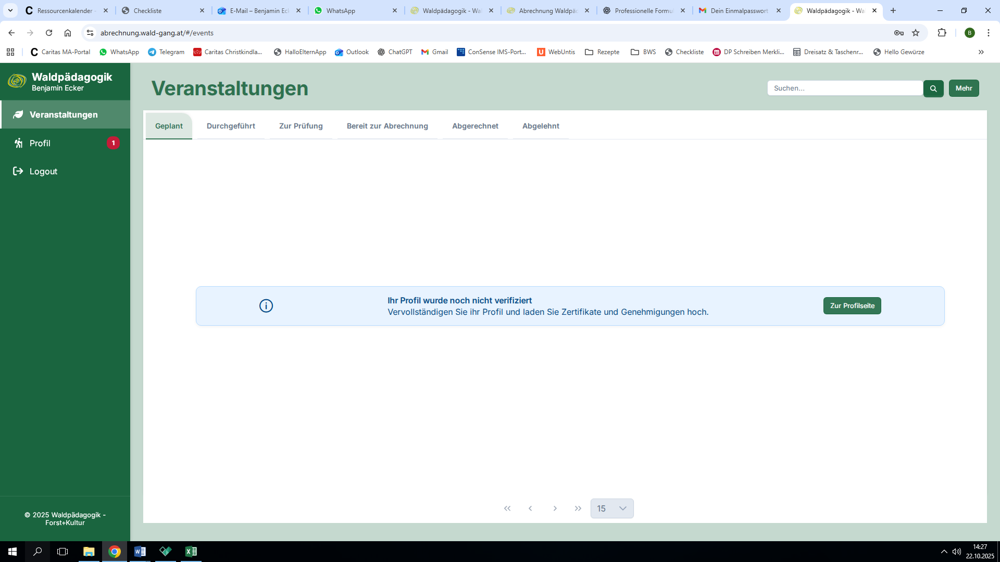 Ressourcenkalender -
Checkliste
E-Mail – Benjamin Eck
WhatsApp
Waldpädagogik - Wal
Abrechnung Waldpäd
Professionelle Formul
Dein Einmalpasswort
Waldpädagogik - Wa
abrechnung.wald-gang.at/#/events
B
Caritas MA-Portal
WhatsApp
Telegram
Caritas Christkindla...
HalloElternApp
Outlook
ChatGPT
Gmail
ConSense IMS-Port...
WebUntis
Rezepte
BWS
Checkliste
DP Schreiben Merkli...
Dreisatz & Taschenr...
Hello Gewürze
Waldpädagogik
Benjamin Ecker
Veranstaltungen
Profil
1
Logout
© 2025 Waldpädagogik -
Forst+Kultur
Veranstaltungen
Suchen...
Mehr
Geplant
Durchgeführt
Zur Prüfung
Bereit zur Abrechnung
Abgerechnet
Abgelehnt
Ihr Profil wurde noch nicht verifiziert
Vervollständigen Sie ihr Profil und laden Sie Zertifikate und Genehmigungen hoch.
Zur Profilseite
15
14:27
22.10.2025